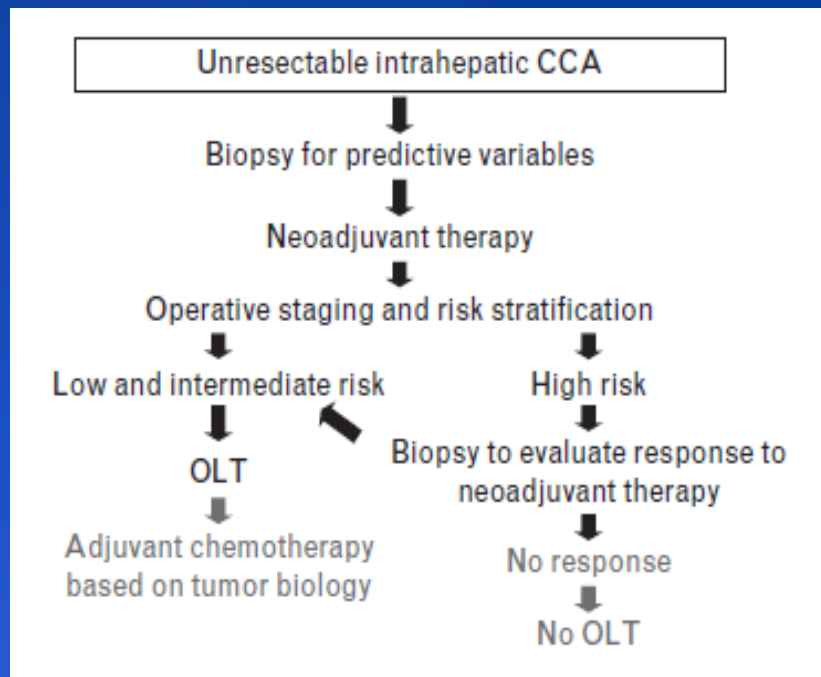 Unresectable intrahepatic CCA
Biopsy for predictive variables
Neoadjuvant therapy
Operative staging and risk stratification
Low and intermediate risk
High risk
OLT
Biopsy to evaluate response to
neoadjuvant therapy
Adjuvant chemotherapy
based on tumor biology
No response
No OLT